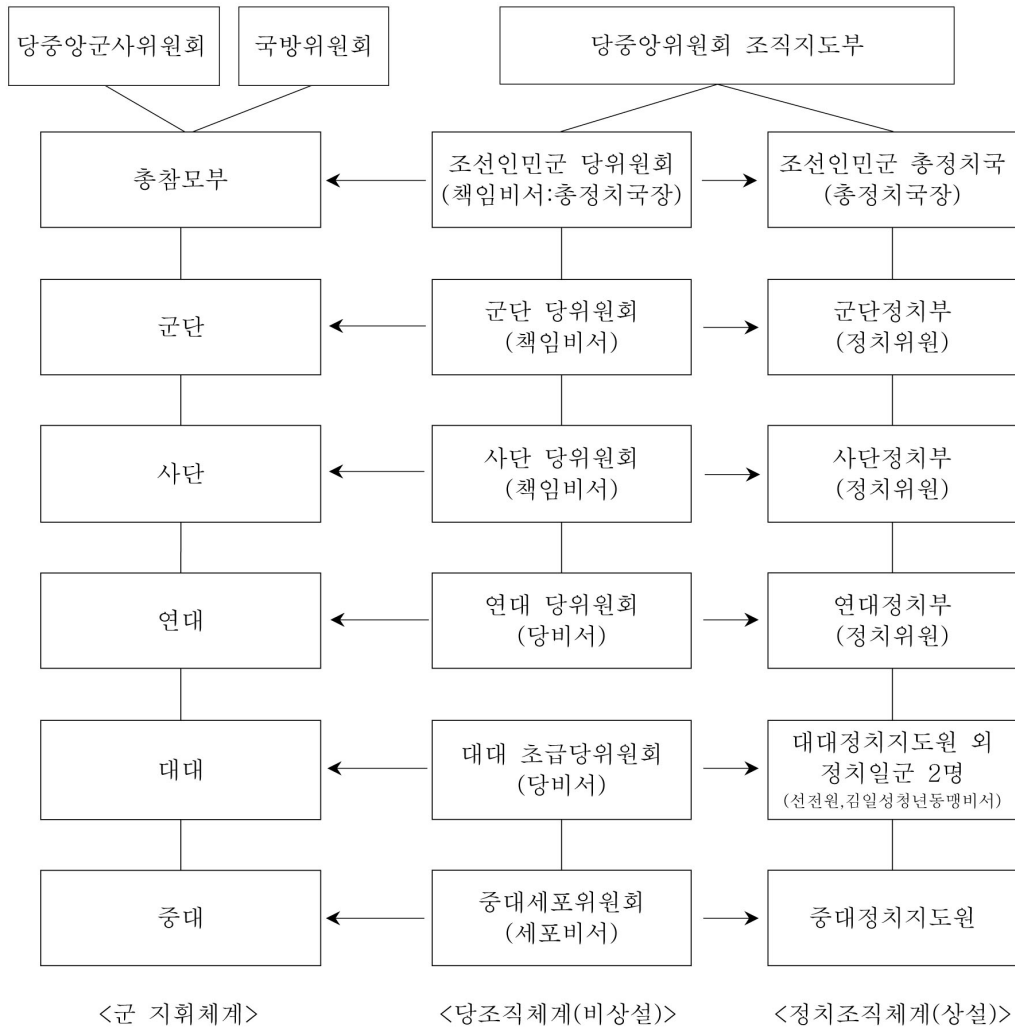 당중앙군사위원회
국방위원회
당중앙위원회 조직지도부
총참모부
조선인민군 당위원회
(책임비서:총정치국장)
조선인민군 총정치국
(총정치국장)
군단
군단 당위원회
(책임비서)
군단정치부
(정치위원)
사단
사단 당위원회
(책임비서)
사단정치부
(정치위원)
연대
연대 당위원회
(당비서)
연대정치부
(정치위원)
대대
대대 초급당위원회
(당비서)
대대정치지도원 외
정치일군 2명
(선전원,김일성청년동맹비서)
중대
중대세포위원회
(세포비서)
중대정치지도원
<군 지휘체계>
<당조직체계(비상설)>
<정치조직체계(상설)>